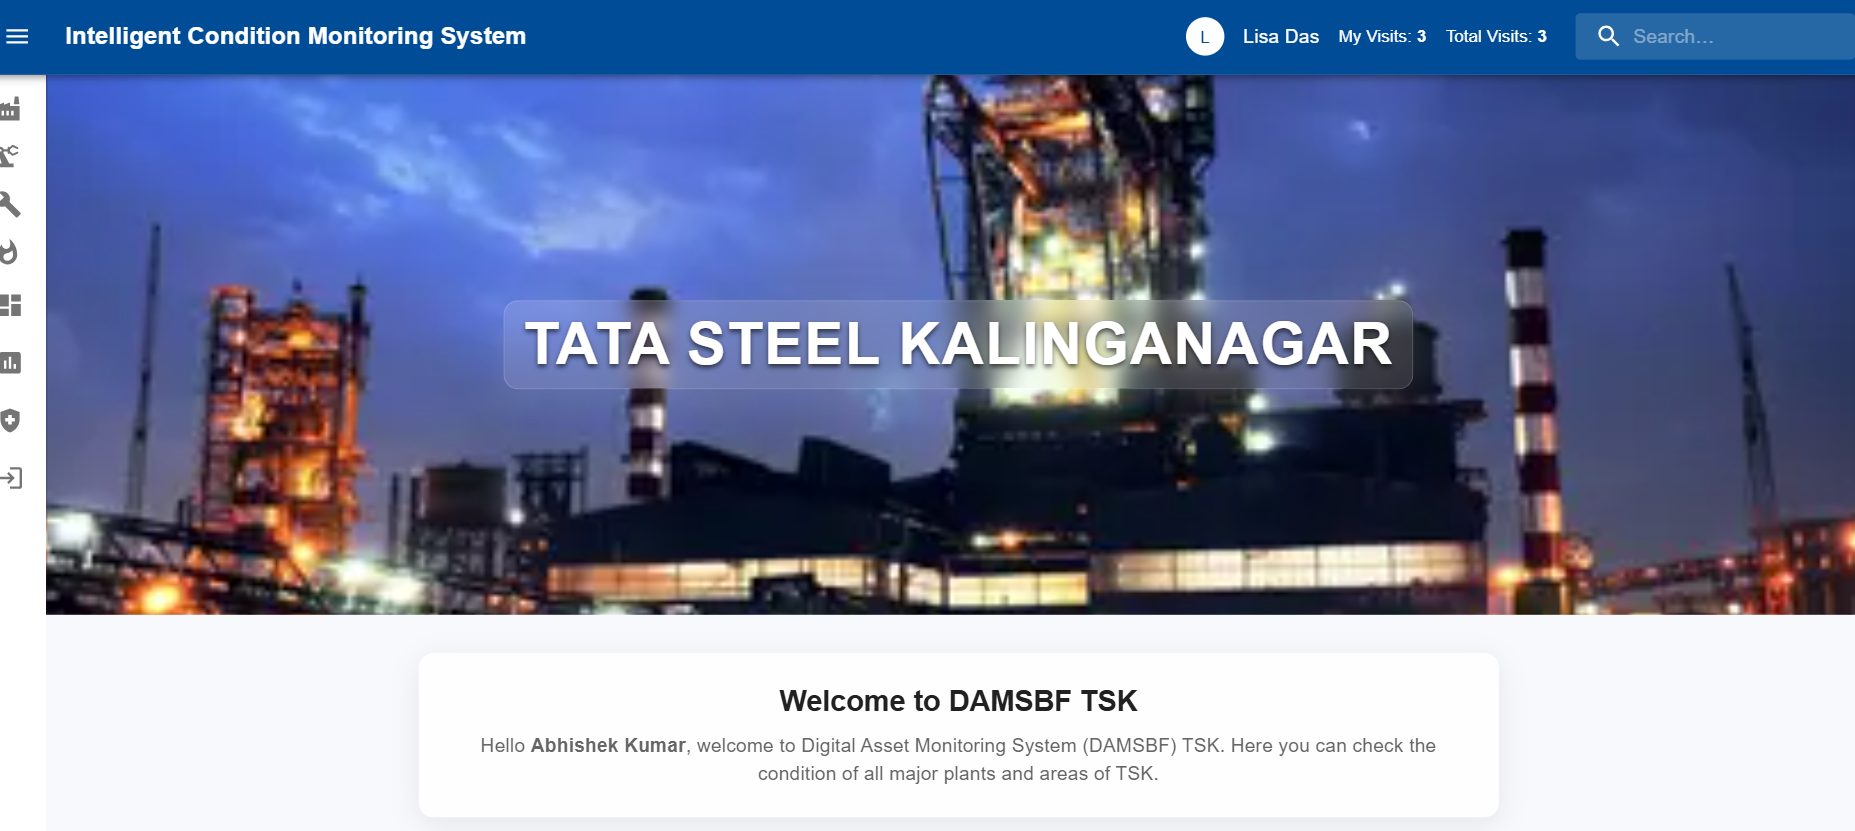 Intelligent Condition Monitoring System
L Lisa Das My Visits: 3 Total Visits: 3 Search...
TATA STEEL KALINGANAGAR
Welcome to DAMSBF TSK
Hello Abhishek Kumar, welcome to Digital Asset Monitoring System (DAMSBF) TSK. Here you can check the
condition of all major plants and areas of TSK.